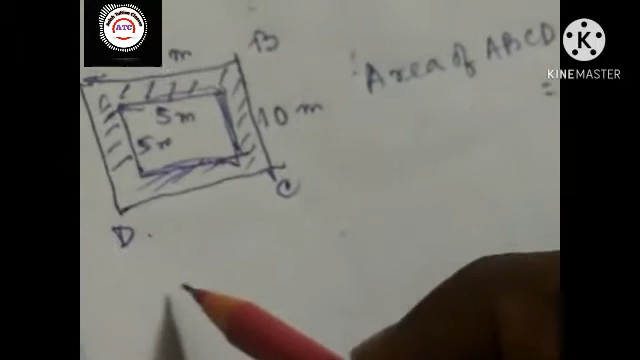 ATC
K
KINEMASTER
m
B
Area of ABCD
=
5m
10 m
5m
C
D.